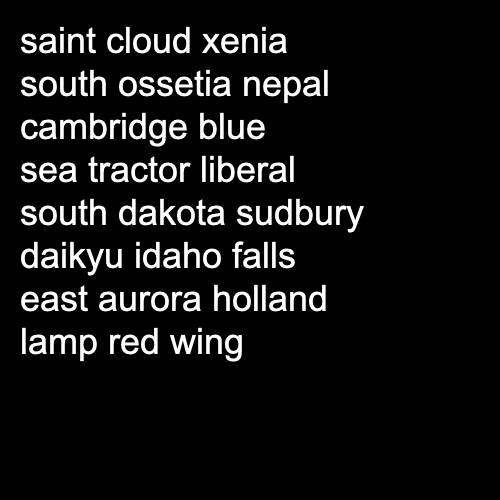 saint cloud xenia
south ossetia nepal
cambridge blue
sea tractor liberal
south dakota sudbury
daikyu idaho falls
east aurora holland
lamp red wing